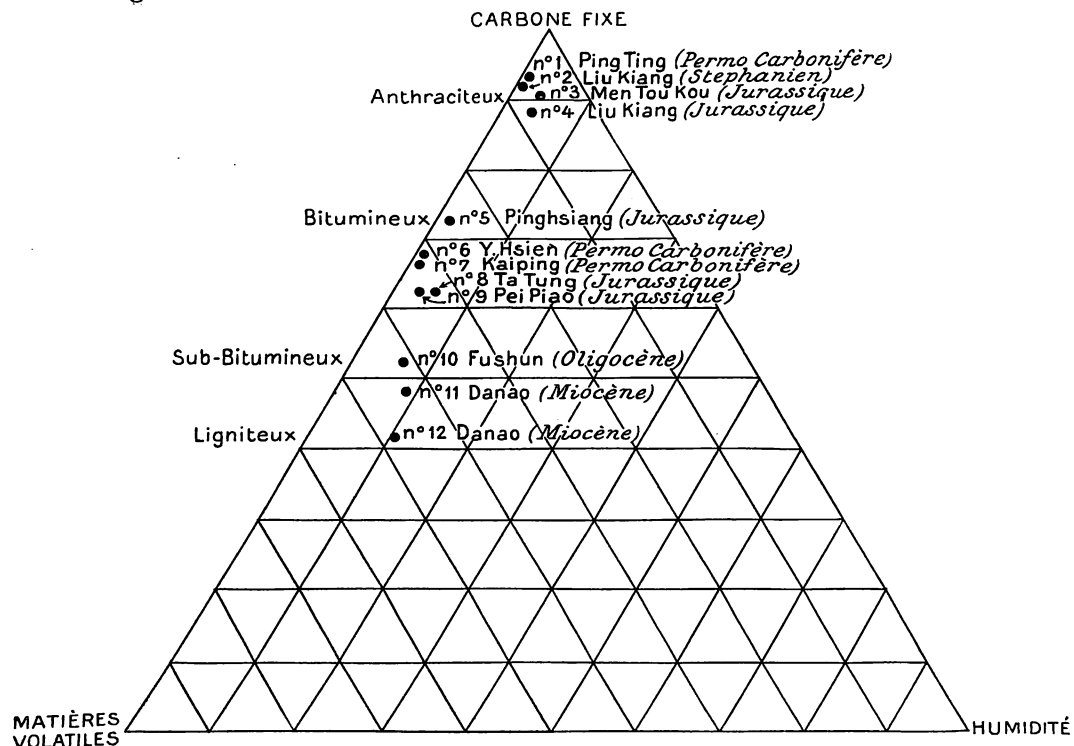 CARBONE FIXE
n°1 Ping Ting (Permo Carbonifère)
n°2 Liu Kiang (Stephanien)
Anthraciteux n°3 Men Tou Kou (Jurassique)
n°4 Liu Kiang (Jurassique)
Bitumineux n°5 Pinghsiang (Jurassique)
n°6 Y. Hsien (Permo Carbonifère)
n°7 Kaiping (Permo Carbonifère)
n°8 Ta Tung (Jurassique)
n°9 Pei Piao (Jurassique)
Sub-Bitumineux n°10 Fushun (Oligocène)
n°11 Danao (Miocène)
Ligniteux n°12 Danao (Miocène)
MATIÈRES
VOLATILES
HUMIDITÉ